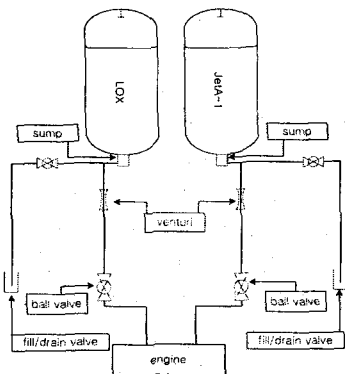 LOX
JetA-1
sump
sump
venturi
ball valve
ball valve
fill/drain valve
fill/drain valve
engine